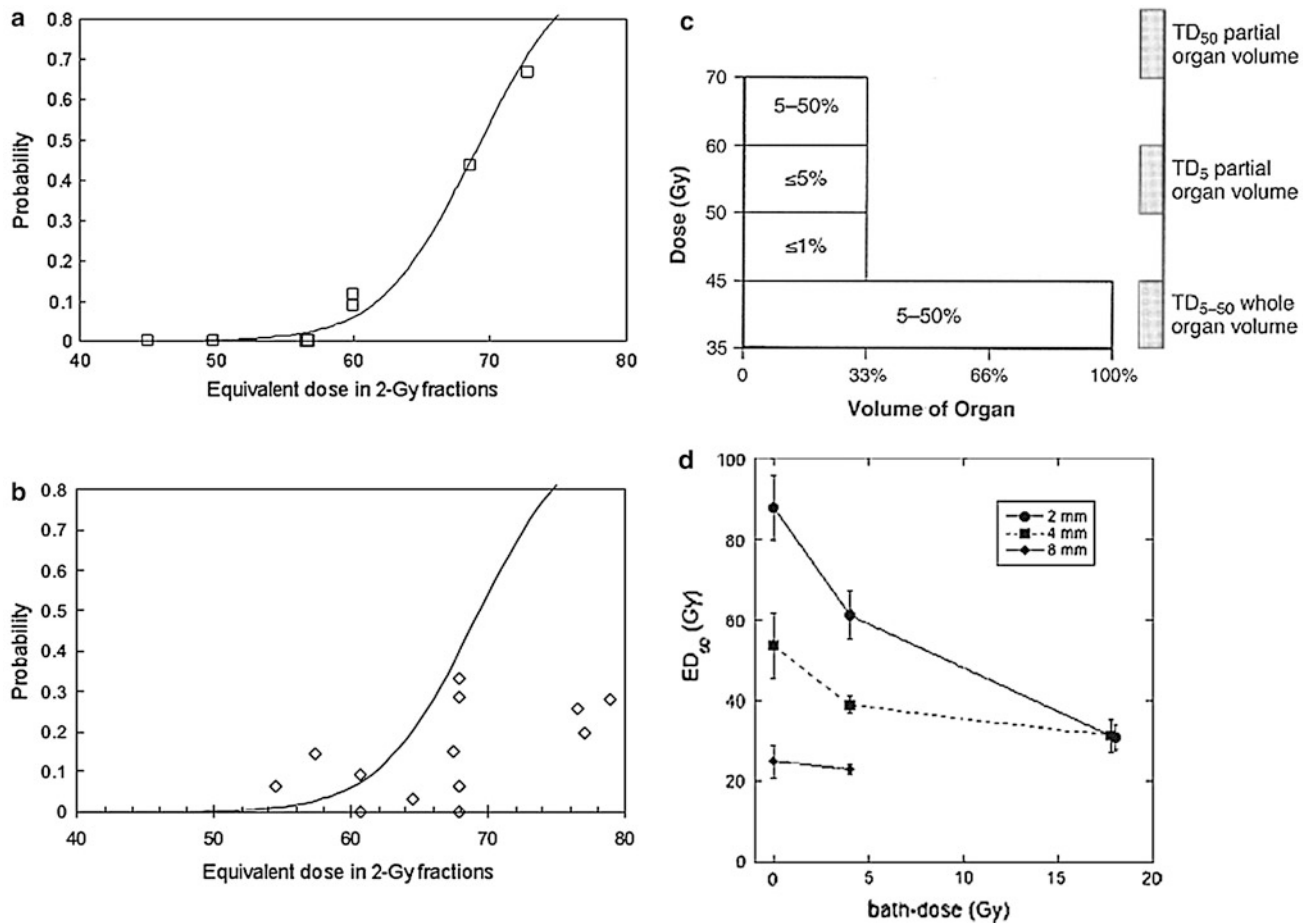 a
0.8
0.7
0.6
0.5
0.4
0.3
0.2
0.1
0
Probability
40 50 60 70 80
Equivalent dose in 2-Gy fractions
b
0.8
0.7
0.6
0.5
0.4
0.3
0.2
0.1
0
Probability
40 50 60 70 80
Equivalent dose in 2-Gy fractions
c
70
60
50
45
35
Dose (Gy)
5–50%
≤5%
≤1%
5–50%
0 33% 66% 100%
Volume of Organ
TD50 partial
organ volume
TD5 partial
organ volume
TD5–50 whole
organ volume
d
100
80
60
40
20
0
ED50 (Gy)
2 mm
4 mm
8 mm
0 5 10 15 20
bath-dose (Gy)